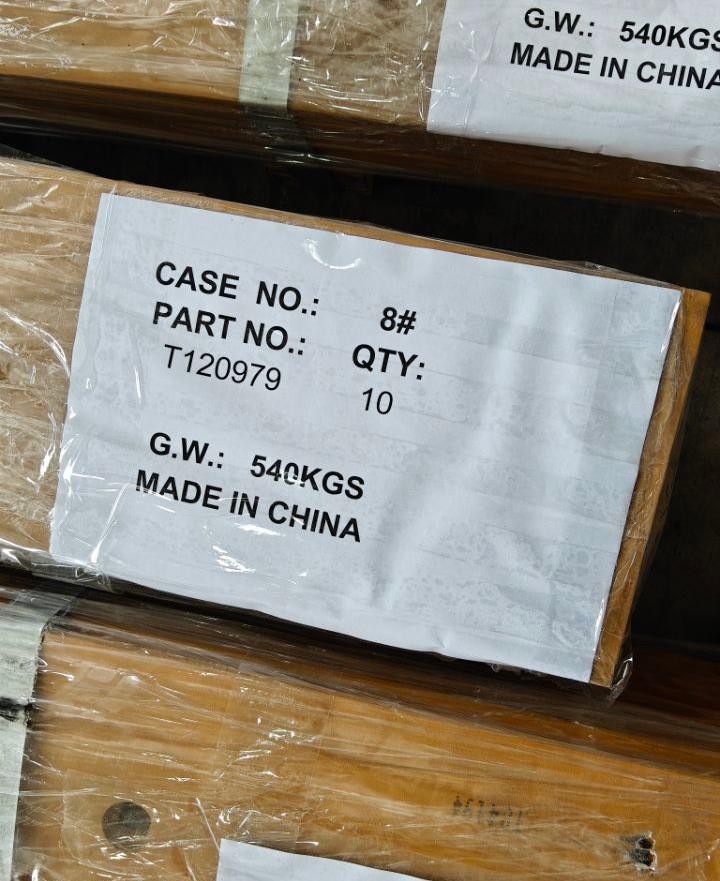 G.W.: 540KGS
MADE IN CHINA
CASE NO.: 8#
PART NO.: QTY:
T120979 10
G.W.: 540KGS
MADE IN CHINA